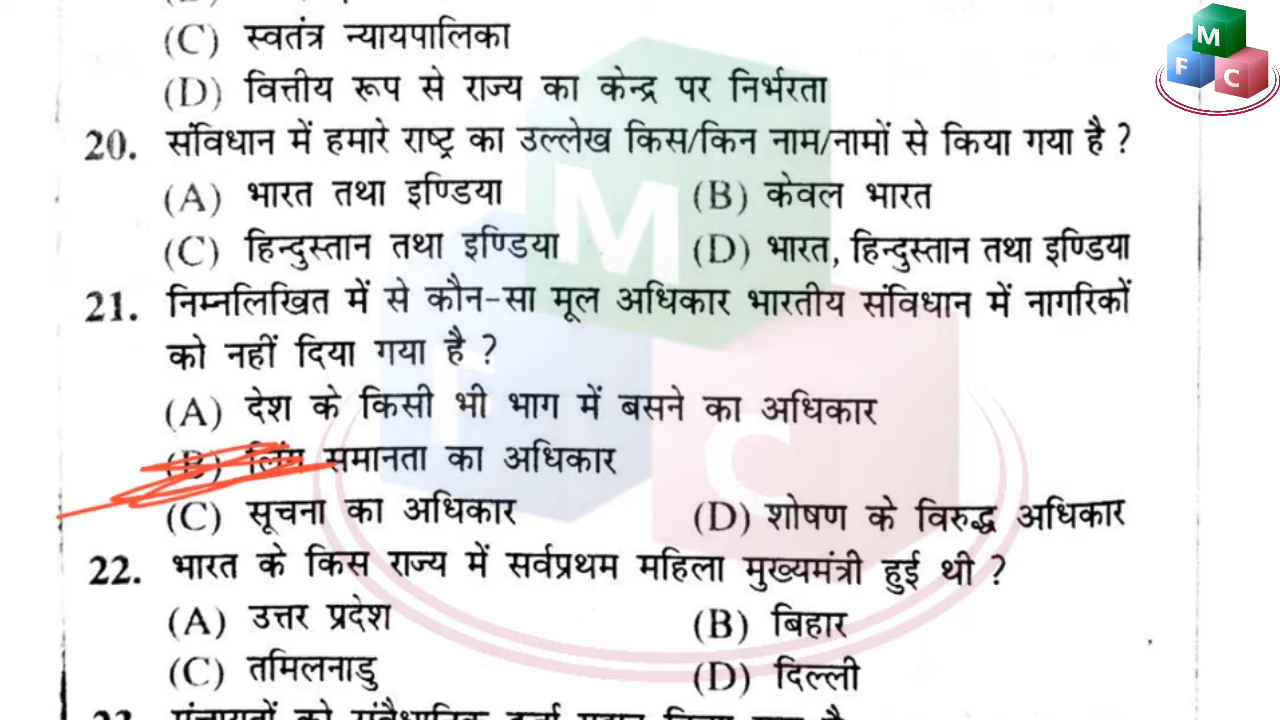 (C) स्वतंत्र न्यायपालिका
(D) वित्तीय रूप से राज्य का केन्द्र पर निर्भरता
20. संविधान में हमारे राष्ट्र का उल्लेख किस/किन नाम/नामों से किया गया है ?
(A) भारत तथा इण्डिया (B) केवल भारत
(C) हिन्दुस्तान तथा इण्डिया (D) भारत, हिन्दुस्तान तथा इण्डिया
21. निम्नलिखित में से कौन-सा मूल अधिकार भारतीय संविधान में नागरिकों
को नहीं दिया गया है ?
(A) देश के किसी भी भाग में बसने का अधिकार
(B) लिंग समानता का अधिकार
(C) सूचना का अधिकार (D) शोषण के विरुद्ध अधिकार
22. भारत के किस राज्य में सर्वप्रथम महिला मुख्यमंत्री हुई थी ?
(A) उत्तर प्रदेश (B) बिहार
(C) तमिलनाडु (D) दिल्ली
M
F C
M
F C